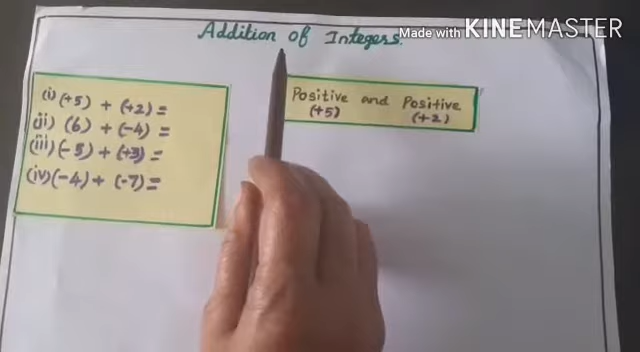 Addition of Integers.
Made with KINEMASTER
(i) (+5) + (+2) =
(ii) (6) + (-4) =
(iii) (-5) + (+3) =
(iv) (-4) + (-7) =
Positive and Positive
(+5) (+2)